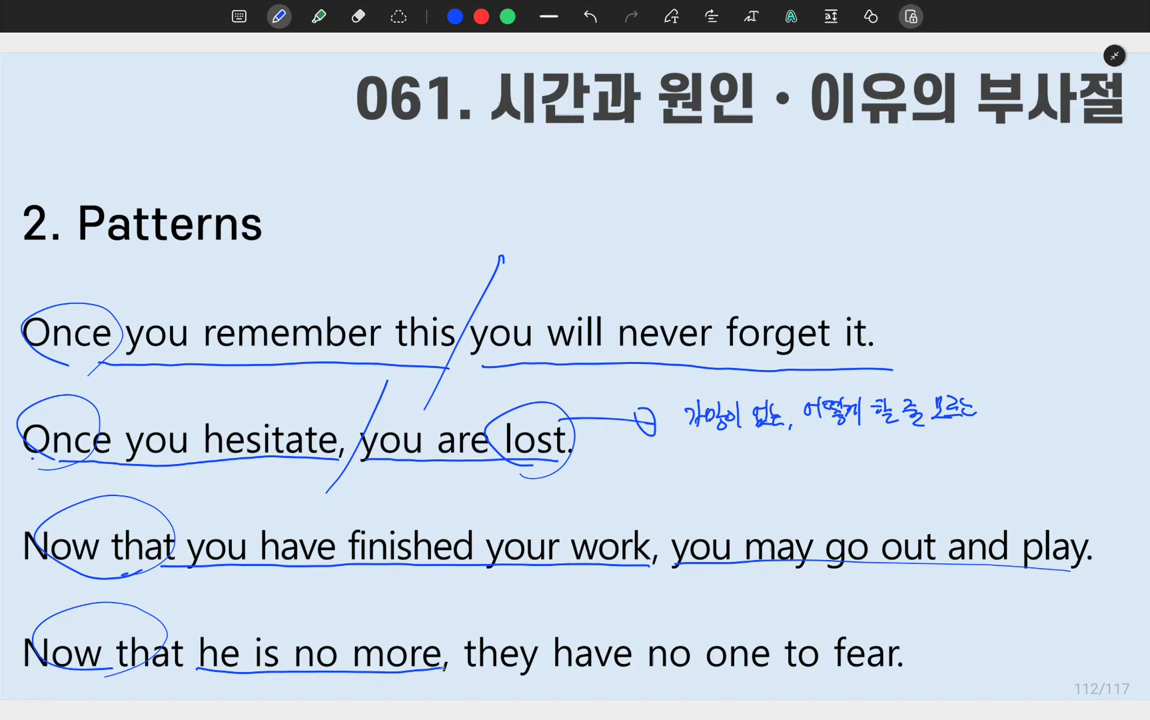 061. 시간과 원인·이유의 부사절
2. Patterns
Once you remember this you will never forget it.
Once you hesitate, you are lost.
가망이 없는, 어떻게 할 줄 모르는
Now that you have finished your work, you may go out and play.
Now that he is no more, they have no one to fear.
112/117